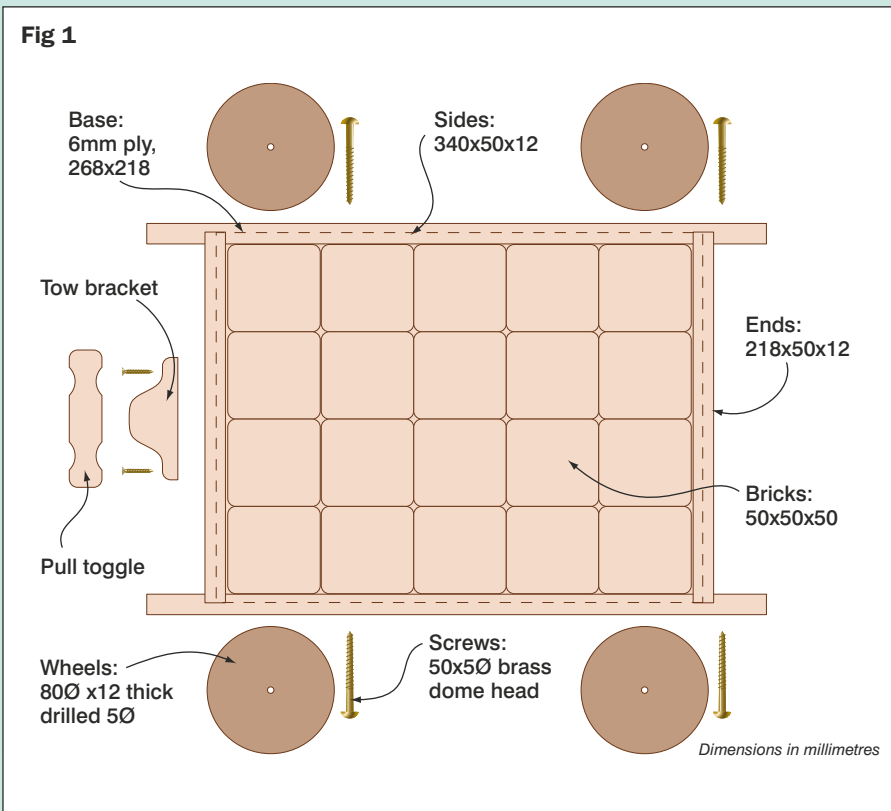 Fig 1
Base:
6mm ply,
268x218
Sides:
340x50x12
Tow bracket
Ends:
218x50x12
Bricks:
50x50x50
Pull toggle
Wheels:
80Ø x12 thick
drilled 5Ø
Screws:
50x5Ø brass
dome head
Dimensions in millimetres